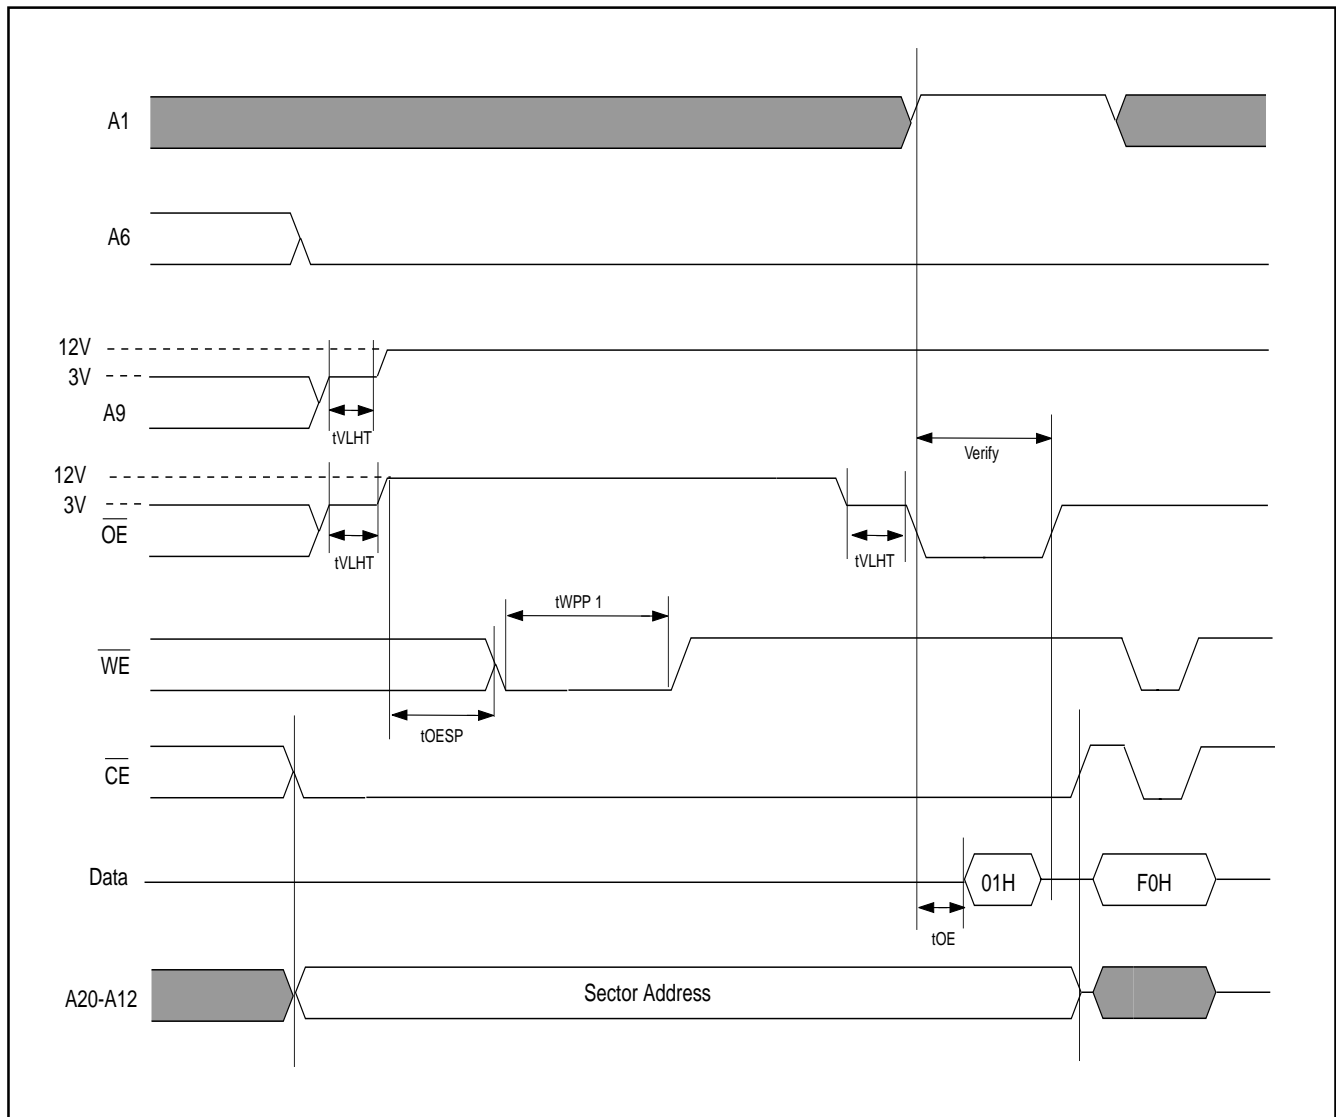 A1
A6
12V
3V
A9
tVLHT
Verify
12V
3V
OE
tVLHT
tVLHT
tWPP 1
WE
tOESP
CE
Data
01H
F0H
tOE
A20-A12
Sector Address